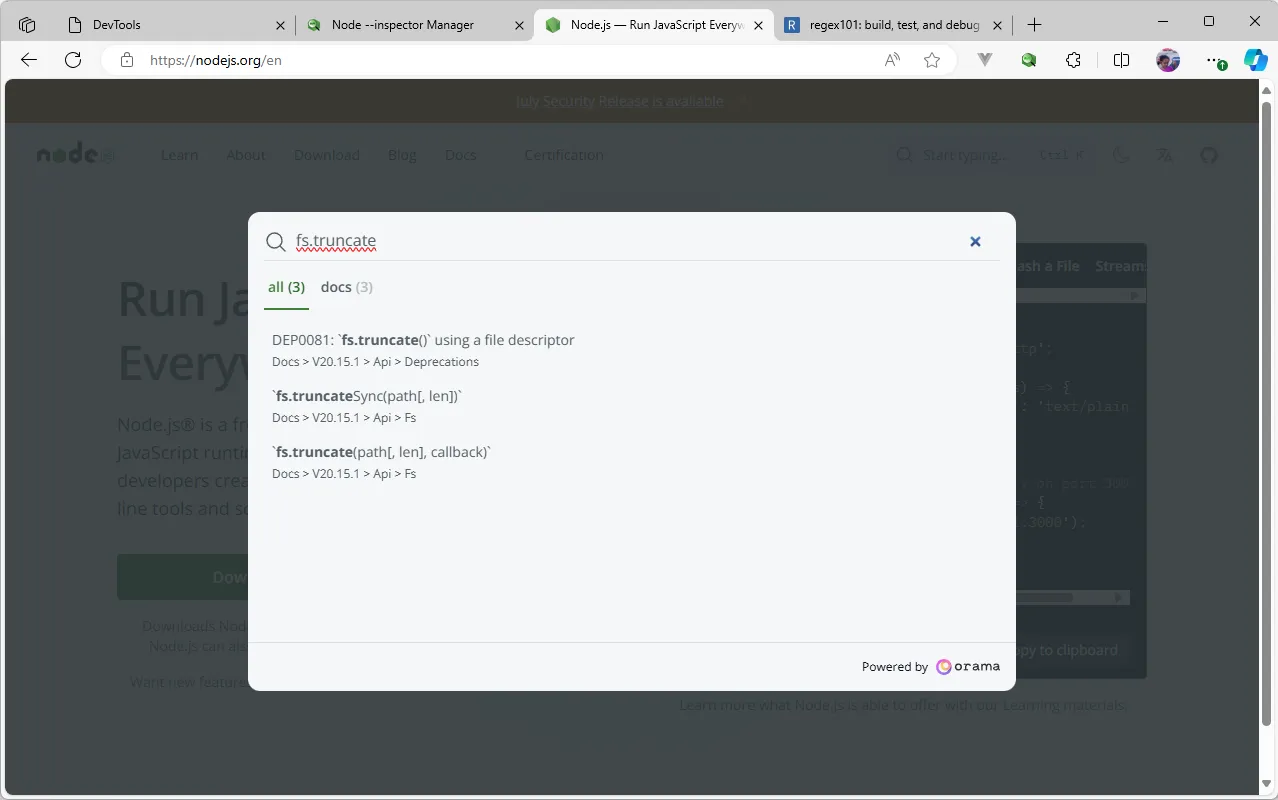 DevTools
Node --inspector Manager
Node.js — Run JavaScript Everyw
regex101: build, test, and debug
https://nodejs.org/en
July Security Release is available
node
Learn About Download Blog Docs Certification
Start typing...
fs.truncate
all (3) docs (3)
DEP0081: `fs.truncate()` using a file descriptor
Docs > V20.15.1 > Api > Deprecations
`fs.truncateSync(path[, len])`
Docs > V20.15.1 > Api > Fs
`fs.truncate(path[, len], callback)`
Docs > V20.15.1 > Api > Fs
Powered by orama
Run Ja
Everyw
Node.js® is a fr
JavaScript runti
developers crea
line tools and sc
Dow
Downloads Nod
Node.js can als
Want new feature
ash a File Stream
tp';
) => {
: 'text/plain
on port 300
{
.3000');
py to clipboard
Learn more what Node.js is able to offer with our Learning materials.